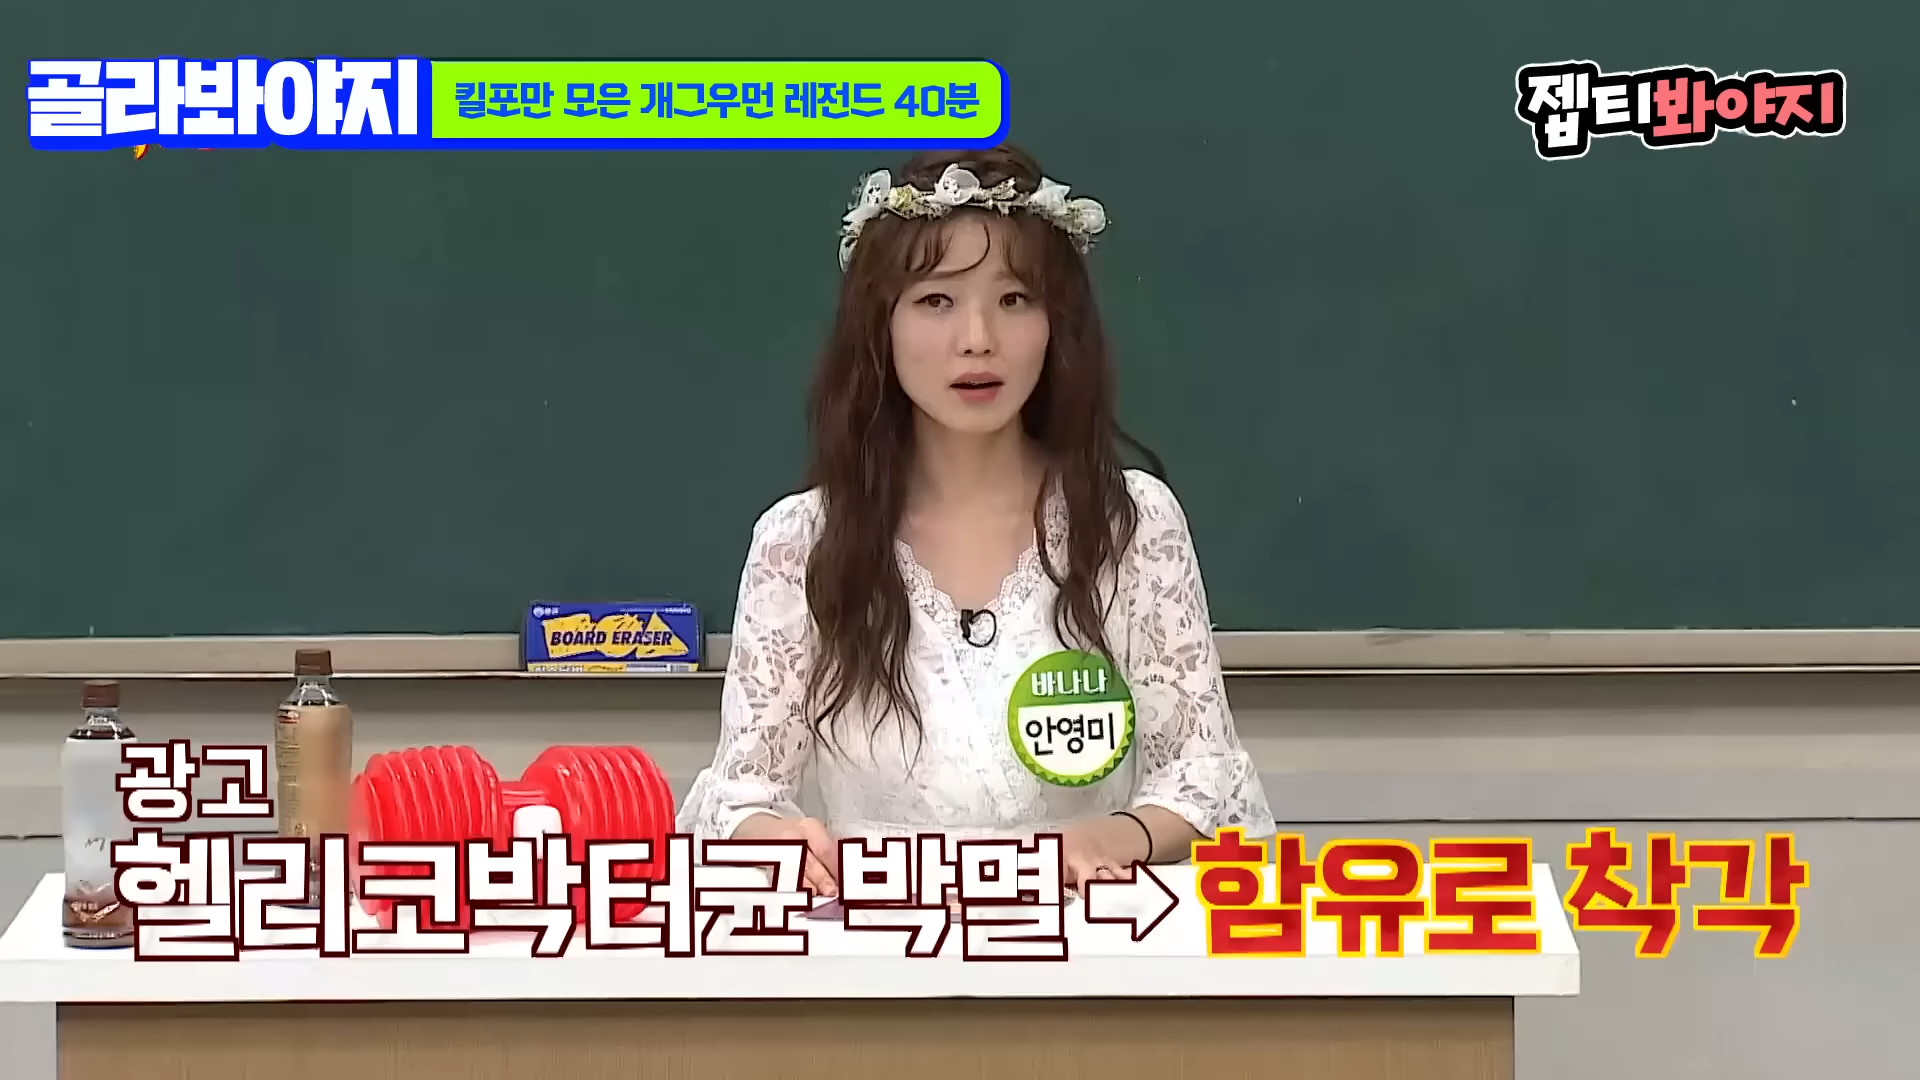 골라봐야지
킬포만 모은 개그우먼 레전드 40분
젭티봐야지
BOARD ERASER
바나나
안영미
광고
헬리코박터균 박멸 → 함유로 착각